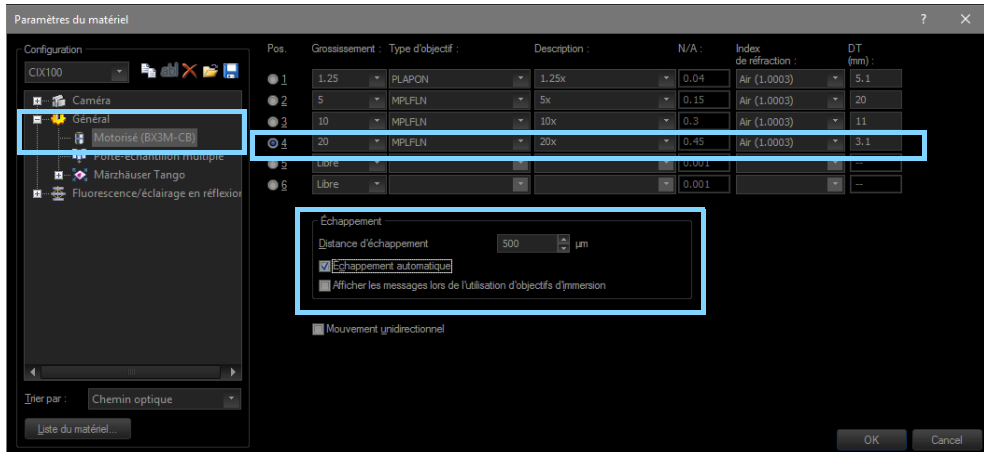 Paramètres du matériel
? ×
Configuration
CIX100
abl
Caméra
Général
Motorisé (BX3M-CB)
Porte-échantillon multiple
Märzhäuser Tango
Fluorescence/éclairage en réflexion
Trier par :
Chemin optique
Liste du matériel...
Pos. Grossissement : Type d'objectif : Description : N/A : Index de réfraction : DT (mm) :
1 1.25 PLAPON 1.25x 0.04 Air (1.0003) 5.1
2 5 MPLFLN 5x 0.15 Air (1.0003) 20
3 10 MPLFLN 10x 0.3 Air (1.0003) 11
4 20 MPLFLN 20x 0.45 Air (1.0003) 3.1
5 Libre 0.001 --
6 Libre 0.001 --
Échappement
Distance d'échappement 500 µm
Échappement automatique
Afficher les messages lors de l'utilisation d'objectifs d'immersion
Mouvement unidirectionnel
OK Cancel